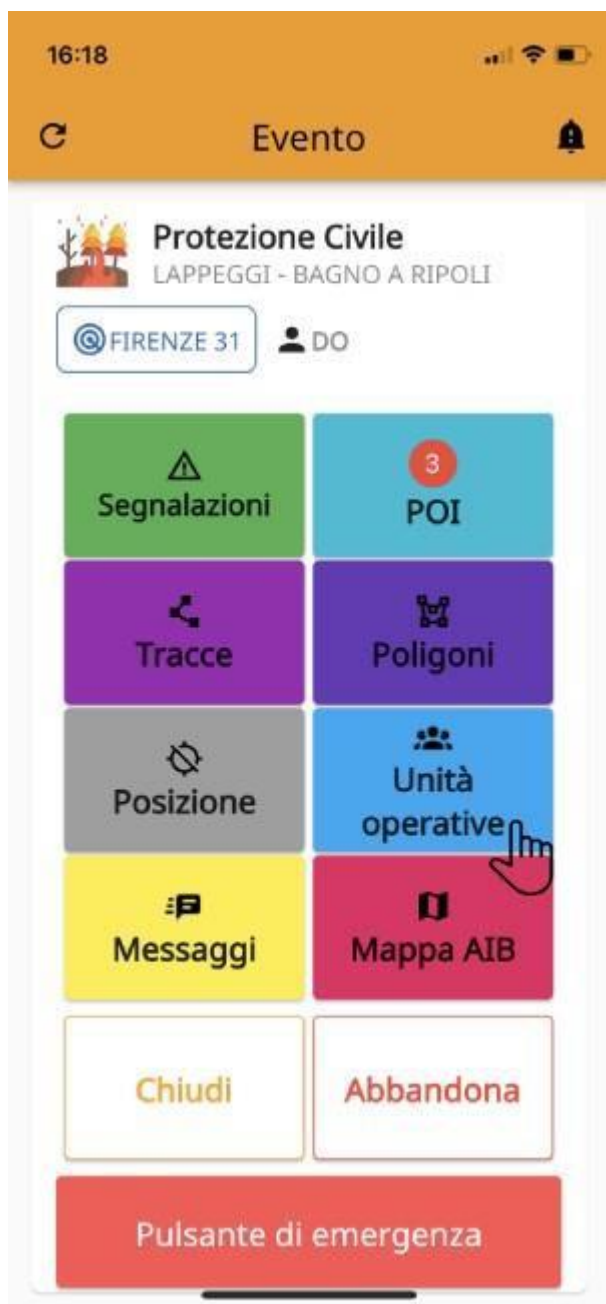 16:18
Evento
Protezione Civile
LAPPEGGI - BAGNO A RIPOLI
FIRENZE 31 DO
Segnalazioni
3
POI
Tracce
Poligoni
Posizione
Unità
operative
Messaggi
Mappa AIB
Chiudi
Abbandona
Pulsante di emergenza